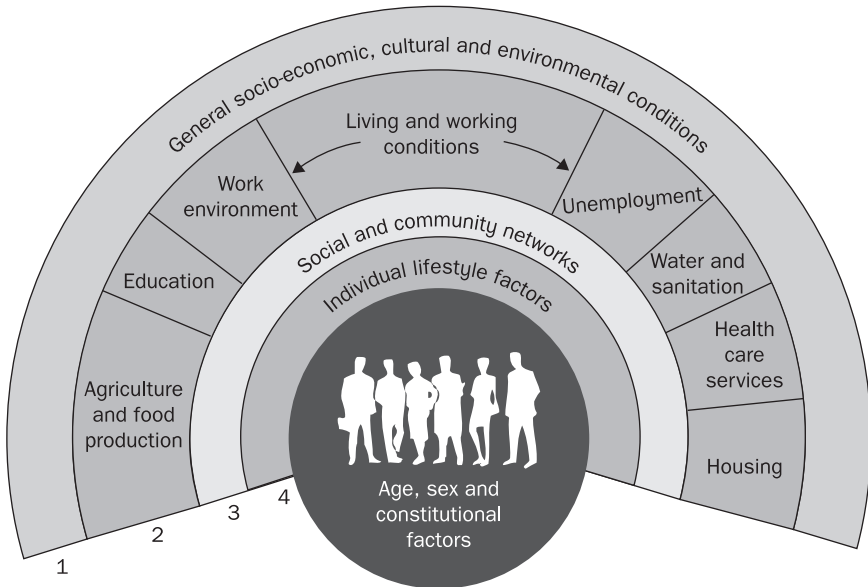 General socio-economic, cultural and environmental conditions
Living and working
conditions
Work
environment
Unemployment
Education
Water and
sanitation
Agriculture
and food
production
Health
care
services
Housing
Social and community networks
Individual lifestyle factors
Age, sex and
constitutional
factors
1
2
3
4